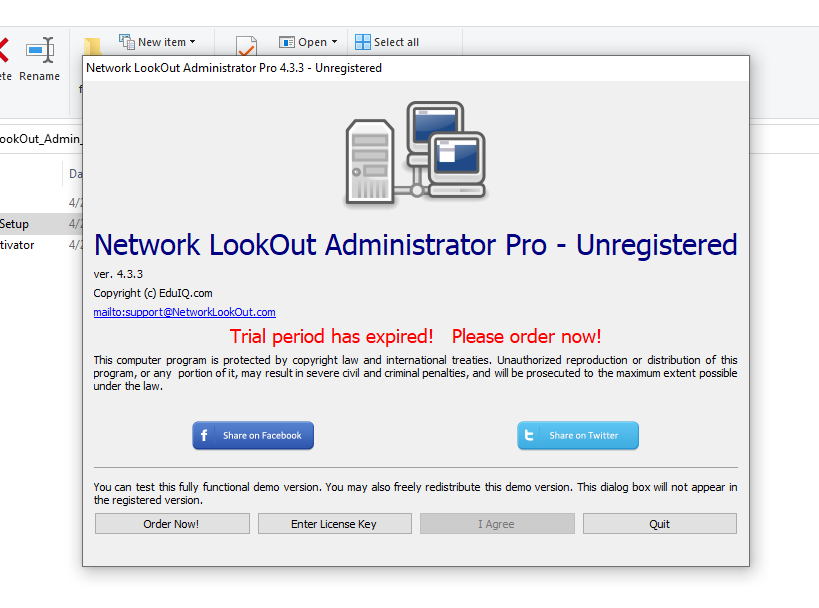 New item
Open
Select all
ete
Rename
Network LookOut Administrator Pro 4.3.3 - Unregistered
ookOut_Admin_
Da
4/2
Setup
4/2
tivator
4/2
Network LookOut Administrator Pro - Unregistered
ver. 4.3.3
Copyright (c) EduIQ.com
mailto:support@NetworkLookOut.com
Trial period has expired!   Please order now!
This computer program is protected by copyright law and international treaties. Unauthorized reproduction or distribution of this
program, or any  portion of it, may result in severe civil and criminal penalties, and will be prosecuted to the maximum extent possible
under the law.
f Share on Facebook
t Share on Twitter
You can test this fully functional demo version. You may also freely redistribute this demo version. This dialog box will not appear in
the registered version.
Order Now!
Enter License Key
I Agree
Quit